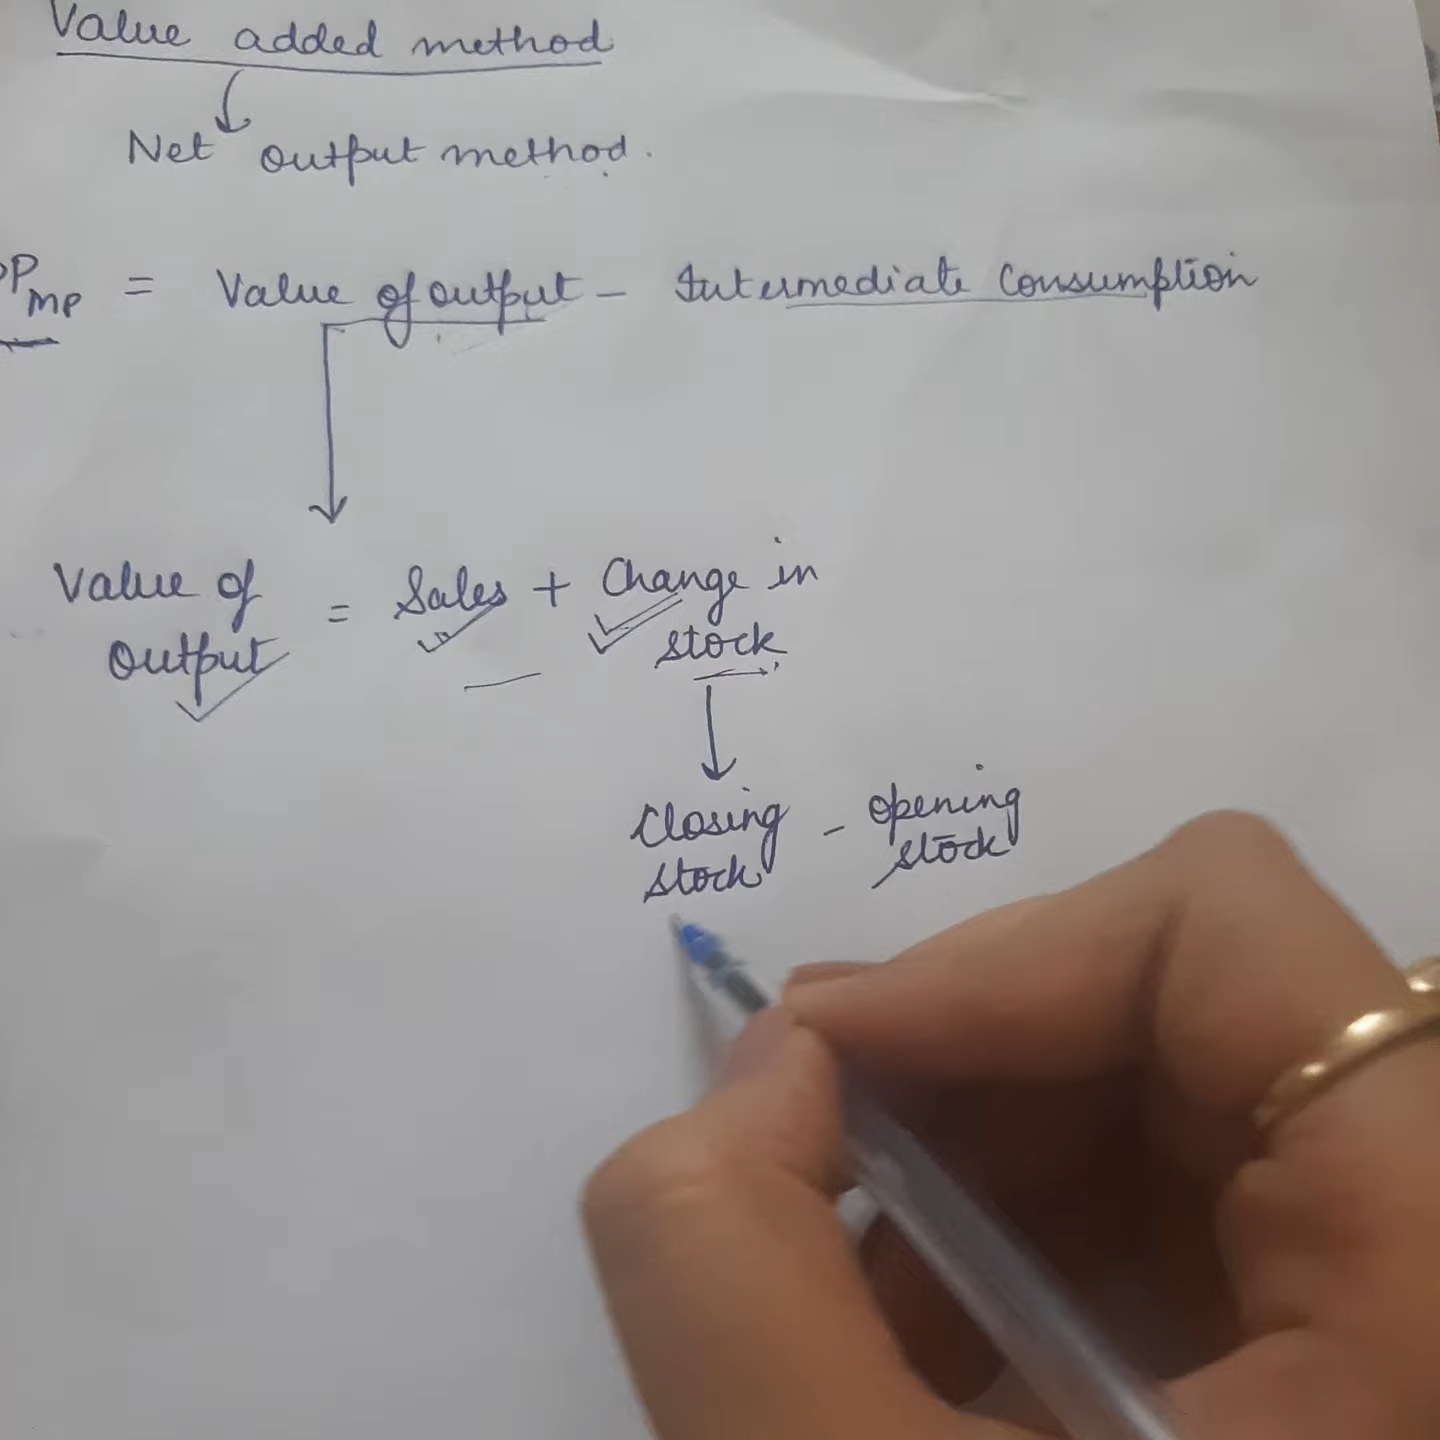 Value added method
Net output method.
DP MP = Value of output - Intermediate Consumption
Value of output = Sales + Change in stock
Closing stock - opening stock